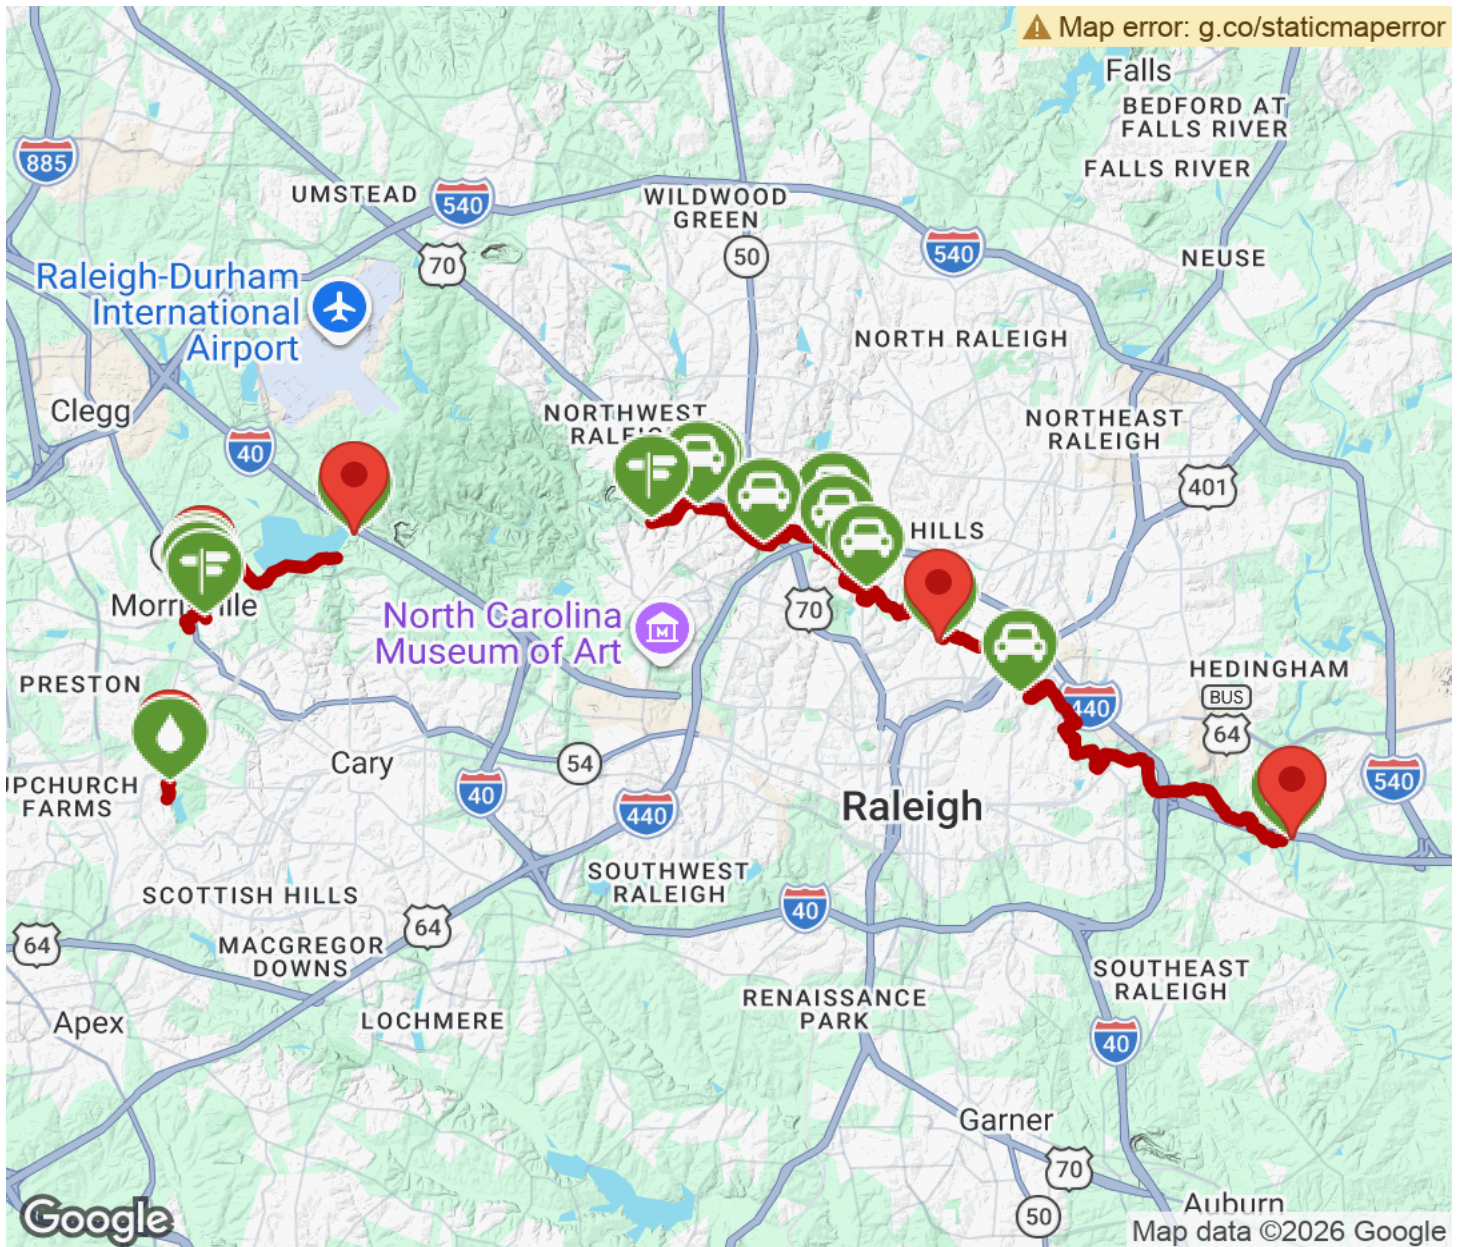 Map error: g.co/staticmaperror
Falls
BEDFORD AT
FALLS RIVER
885
FALLS RIVER
UMSTEAD
540
WILDWOOD
GREEN
50
540
NEUSE
70
Raleigh-Durham
International
Airport
NORTH RALEIGH
Clegg
NORTHWEST
NORTHEAST
RALEIGH
40
401
HILLS
70
North Carolina
Museum of Art
PRESTON
HEDINGHAM
BUS
440
64
Cary
54
UPCHURCH
FARMS
40
440
Raleigh
540
SOUTHWEST
RALEIGH
SCOTTISH HILLS
40
64
64
MACGREGOR
DOWNS
SOUTHEAST
RALEIGH
RENAISSANCE
PARK
Apex
LOCHMERE
40
Garner
70
Auburn
50
Google
Map data ©2026 Google